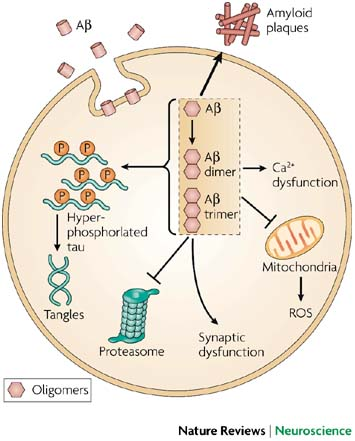 Aβ
Amyloid
plaques
Aβ
P
P
P
P
P
Aβ
dimer
Ca2+
dysfunction
Aβ
trimer
Hyper-
phosphorlated
tau
Mitochondria
Tangles
ROS
Proteasome
Synaptic
dysfunction
Oligomers
Nature Reviews | Neuroscience